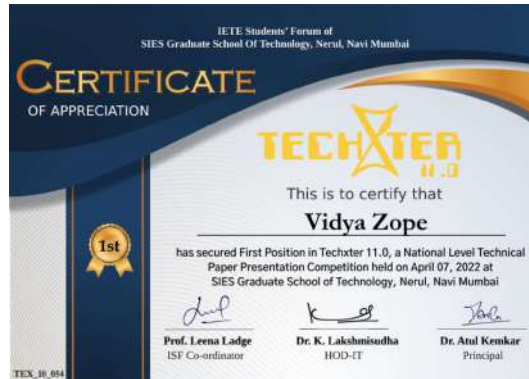 IETE Students' Forum of
SIES Graduate School Of Technology, Nerul, Navi Mumbai
CERTIFICATE
OF APPRECIATION
TECHXTER
11.0
This is to certify that
Vidya Zope
1st
has secured First Position in Techxter 11.0, a National Level Technical
Paper Presentation Competition held on April 07, 2022 at
SIES Graduate School of Technology, Nerul, Navi Mumbai
Prof. Leena Ladge
ISF Co-ordinator
Dr. K. Lakshmisudha
HOD-IT
Dr. Atul Kemkar
Principal
TEX_10_054